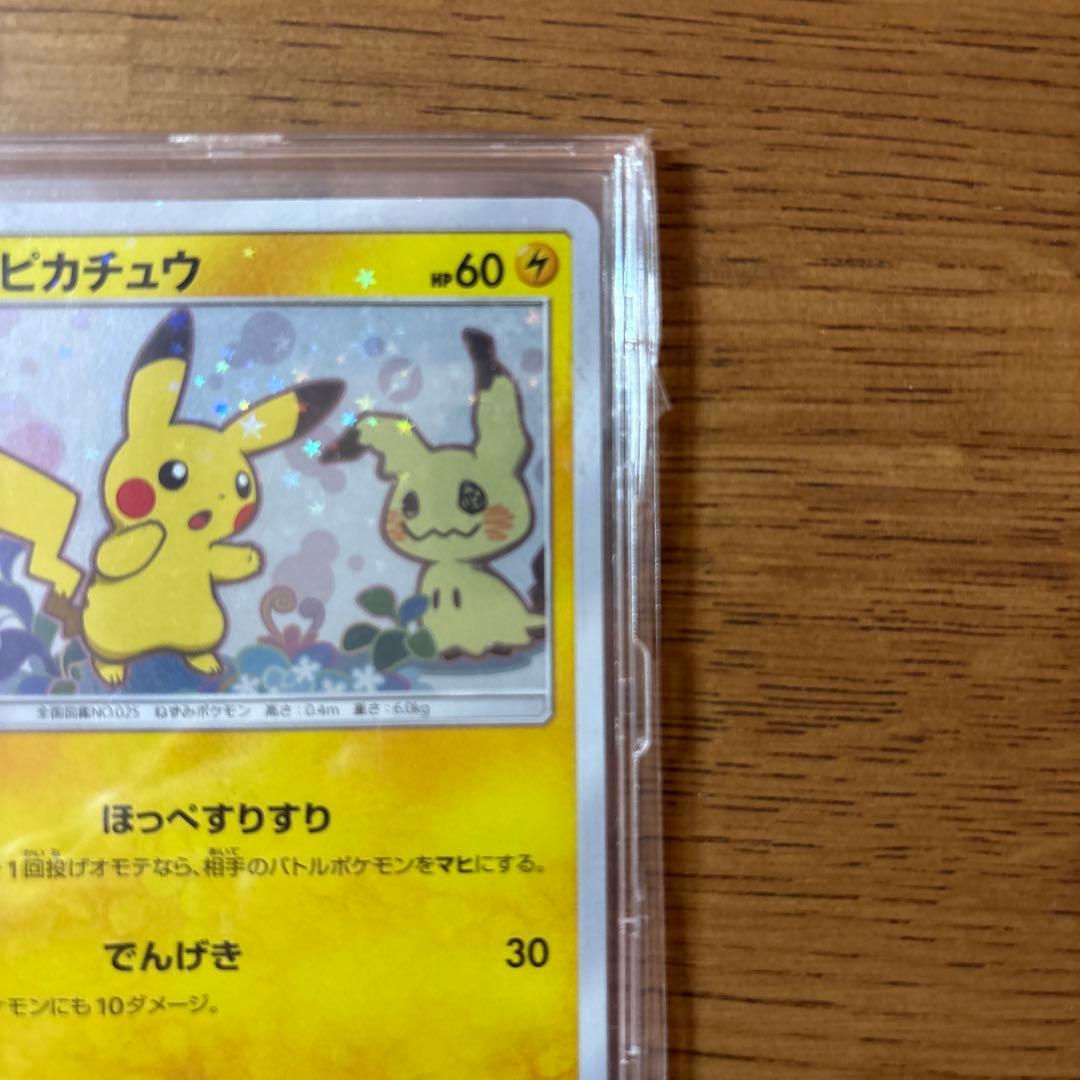 ピカチュウ HP60
全国図鑑NO.025 ねずみポケモン 高さ:0.4m 重さ:6.0kg
ほっぺすりすり
1回投げオモテなら、相手のバトルポケモンをマヒにする。
でんげき 30
モンにも10ダメージ。